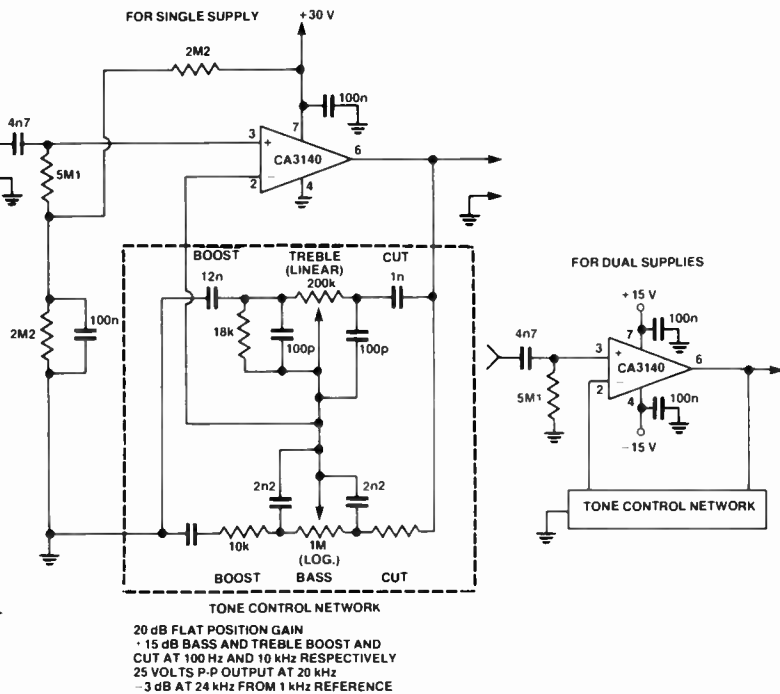 FOR SINGLE SUPPLY
+30 V
2M2
100n
4n7
7
3
+
CA3140
6
5M1
2
−
4
BOOST
TREBLE
(LINEAR)
CUT
12n
200k
1n
18k
100p
100p
2M2
100n
2n2
2n2
10k
1M
(LOG.)
BOOST
BASS
CUT
TONE CONTROL NETWORK
20 dB FLAT POSITION GAIN
+ 15 dB BASS AND TREBLE BOOST AND
CUT AT 100 Hz AND 10 kHz RESPECTIVELY
25 VOLTS P-P OUTPUT AT 20 kHz
−3 dB AT 24 kHz FROM 1 kHz REFERENCE
FOR DUAL SUPPLIES
+15 V
100n
4n7
7
3
+
CA3140
6
2
−
5M1
4
100n
−15 V
TONE CONTROL NETWORK